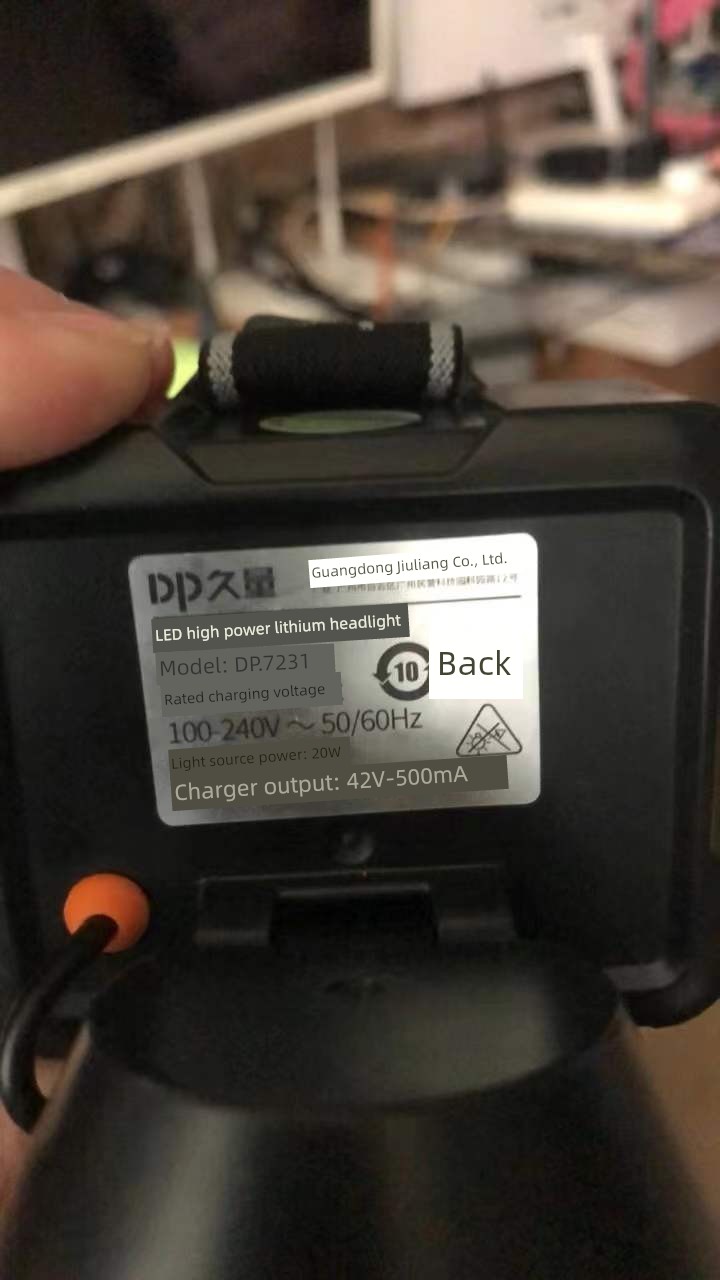 DP久量
Guangdong Jiuliang Co., Ltd.
LED high power lithium headlight
Model: DP.7231
10
Back
Rated charging voltage
100-240V ～ 50/60Hz
Light source power: 20W
Charger output: 42V-500mA